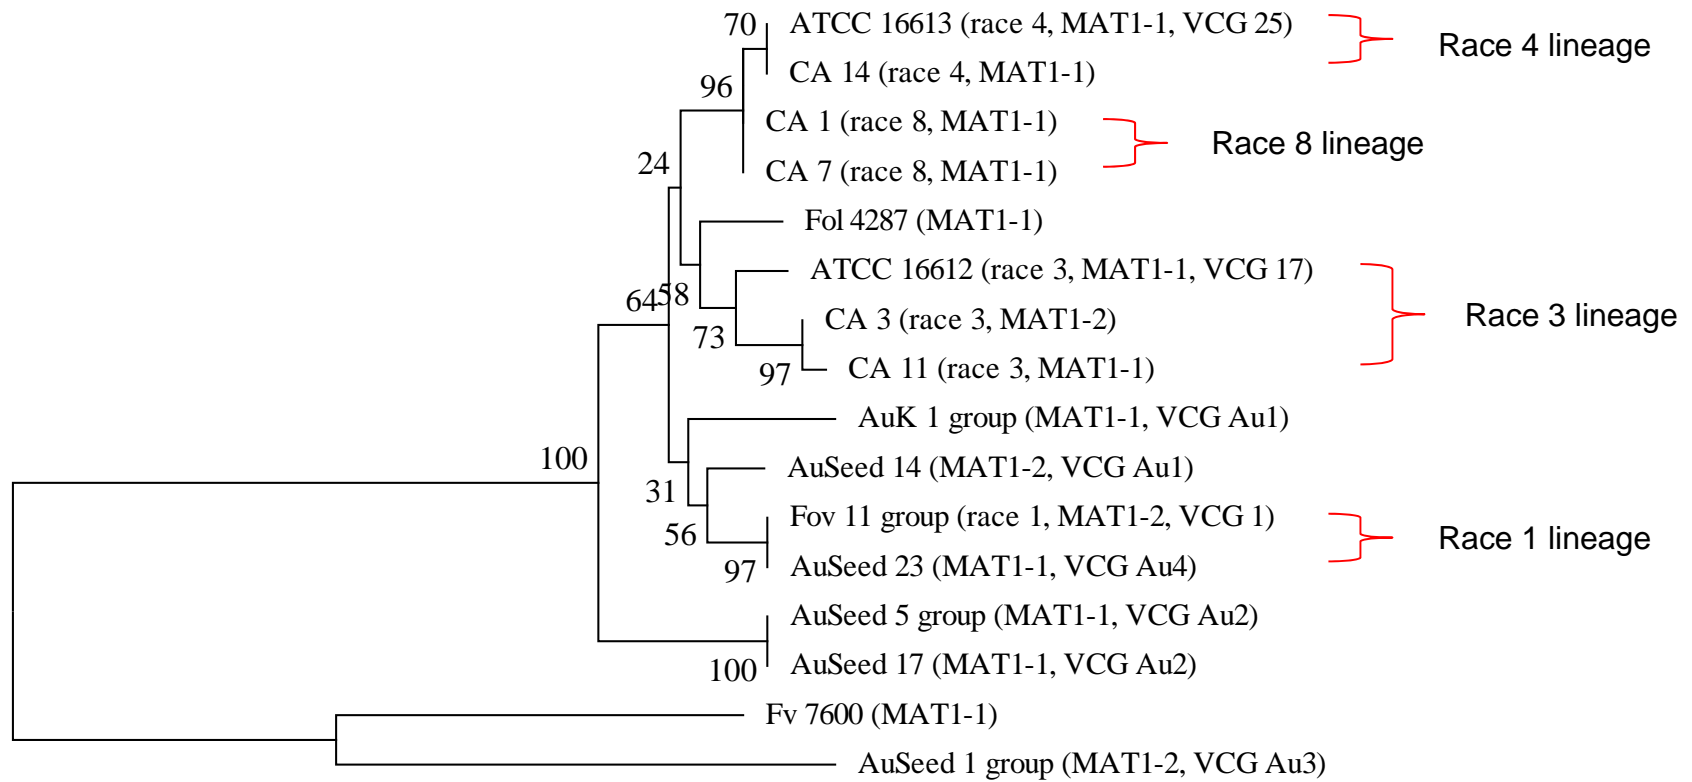 70 ATCC 16613 (race 4, MAT1-1, VCG 25)
Race 4 lineage
CA 14 (race 4, MAT1-1)
96
CA 1 (race 8, MAT1-1)
Race 8 lineage
24
CA 7 (race 8, MAT1-1)
Fol 4287 (MAT1-1)
ATCC 16612 (race 3, MAT1-1, VCG 17)
64 58
CA 3 (race 3, MAT1-2)
Race 3 lineage
73
CA 11 (race 3, MAT1-1)
97
AuK 1 group (MAT1-1, VCG Au1)
100
AuSeed 14 (MAT1-2, VCG Au1)
31
Fov 11 group (race 1, MAT1-2, VCG 1)
Race 1 lineage
56
AuSeed 23 (MAT1-1, VCG Au4)
97
AuSeed 5 group (MAT1-1, VCG Au2)
AuSeed 17 (MAT1-1, VCG Au2)
100
Fv 7600 (MAT1-1)
AuSeed 1 group (MAT1-2, VCG Au3)